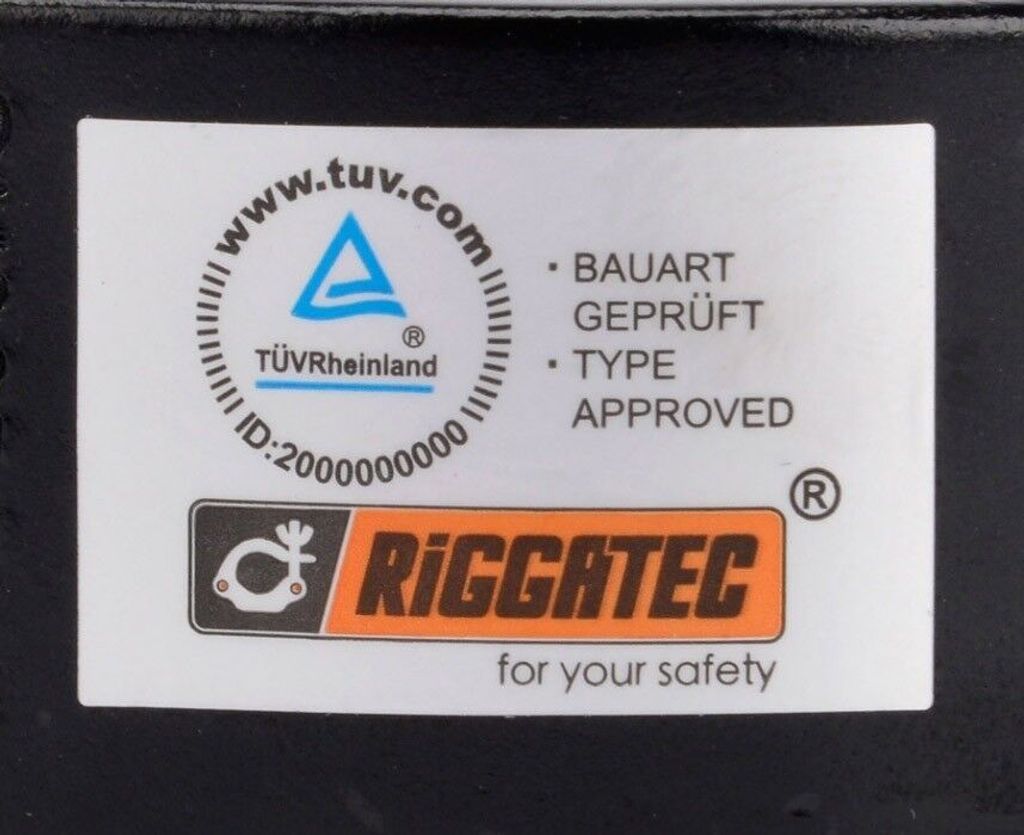 www.tuv.com
®
TÜVRheinland
ID:2000000000
· BAUART
GEPRÜFT
· TYPE
APPROVED
®
RiGGATEC
for your safety